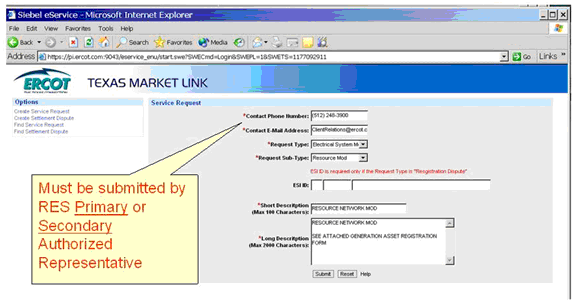 Siebel eService - Microsoft Internet Explorer
File Edit View Favorites Tools Help
Back Search Favorites Media
Address https://pi.ercot.com:9043/eservice_enu/start.swe?SWECmd=Login&SWEPL=1&SWETS=1177092911 Go Links »
ERCOT TEXAS MARKET LINK
Options
Create Service Request
Create Settlement Dispute
Find Service Request
Find Settlement Dispute
Service Request
*Contact Phone Number: (512) 248-3900
*Contact E-Mail Address: ClientRelations@ercot.c
*Request Type: Electrical System M
*Request Sub-Type: Resource Mod
ESI ID is required only if the Request Type is "Registration Dispute"
ESI ID:
*Short Description: RESOURCE NETWORK MOD
(Max 100 Characters):
RESOURCE NETWORK MOD
*Long Description: SEE ATTACHED GENERATION ASSET REGISTRATION
(Max 2000 Characters): FORM
Submit Reset Help
Must be submitted by
RES Primary or
Secondary
Authorized
Representative